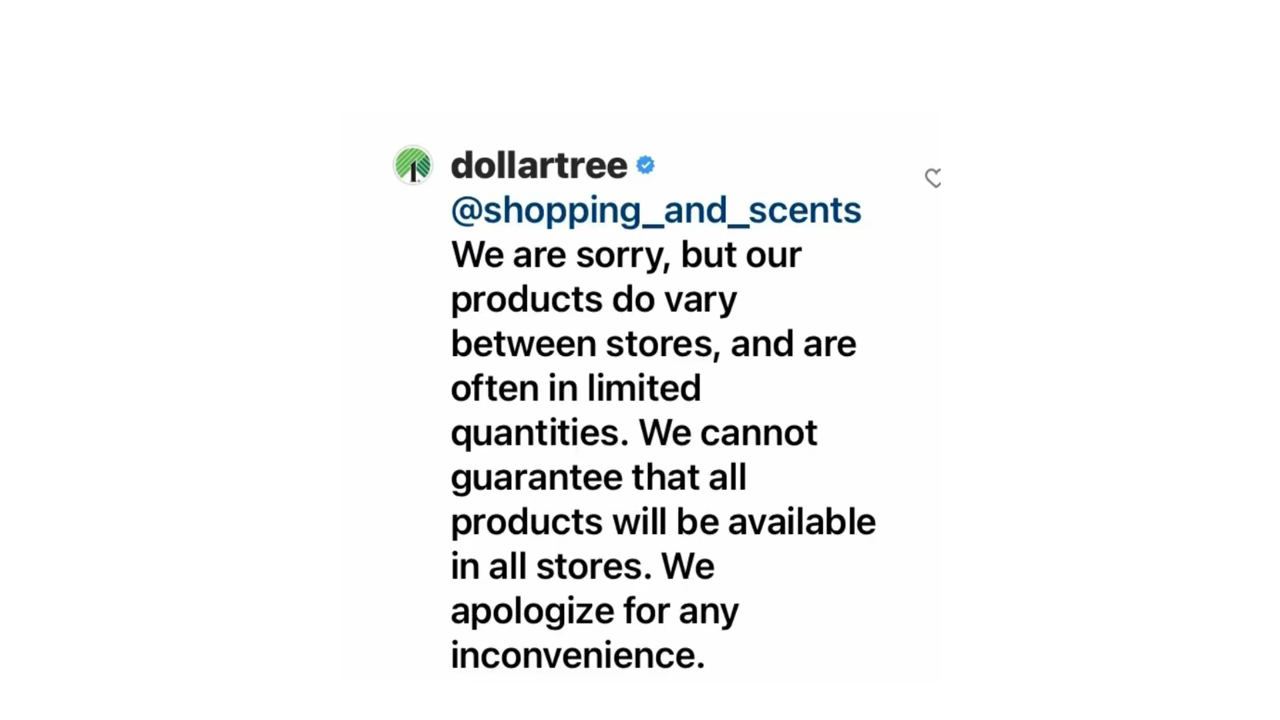 dollartree
@shopping_and_scents
We are sorry, but our
products do vary
between stores, and are
often in limited
quantities. We cannot
guarantee that all
products will be available
in all stores. We
apologize for any
inconvenience.